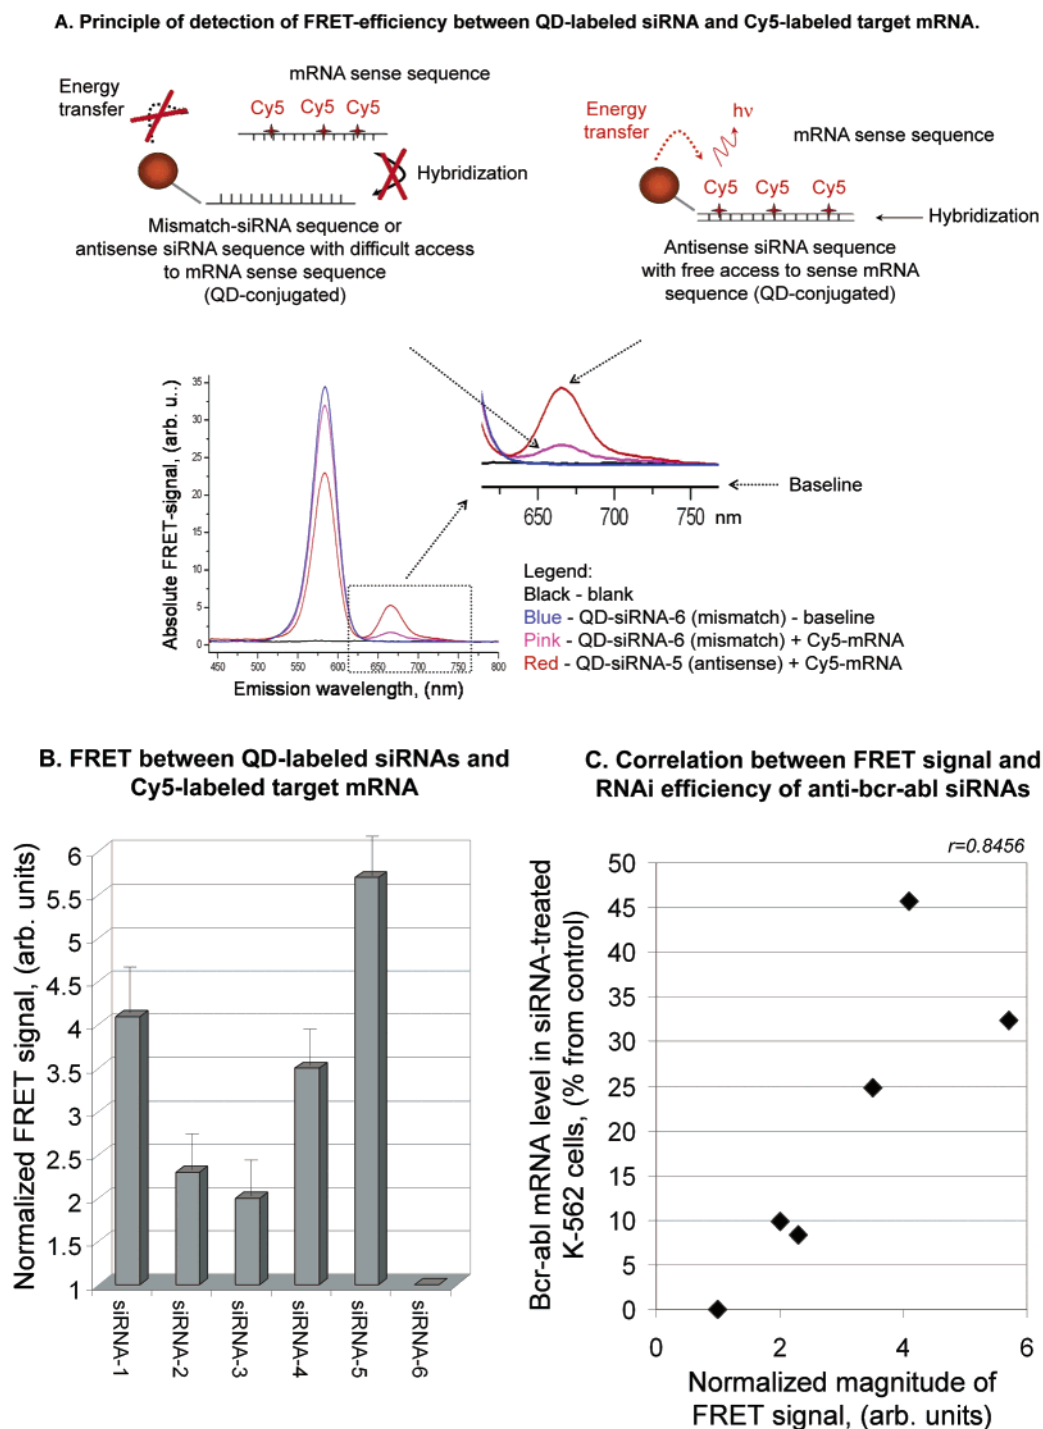 A. Principle of detection of FRET-efficiency between QD-labeled siRNA and Cy5-labeled target mRNA.
Energy
transfer
mRNA sense sequence
Cy5 Cy5 Cy5
Hybridization
Mismatch-siRNA sequence or
antisense siRNA sequence with difficult access
to mRNA sense sequence
(QD-conjugated)
Energy
transfer
hν
mRNA sense sequence
Cy5 Cy5 Cy5
Hybridization
Antisense siRNA sequence
with free access to sense mRNA
sequence (QD-conjugated)
Absolute FRET-signal, (arb. u..)
35
30
25
20
15
10
5
0
450 500 550 600 650 700 750 800
Emission wavelength, (nm)
Baseline
650 700 750 nm
Legend:
Black - blank
Blue - QD-siRNA-6 (mismatch) - baseline
Pink - QD-siRNA-6 (mismatch) + Cy5-mRNA
Red - QD-siRNA-5 (antisense) + Cy5-mRNA
B. FRET between QD-labeled siRNAs and
Cy5-labeled target mRNA
Normalized FRET signal, (arb. units)
6
5.5
5
4.5
4
3.5
3
2.5
2
1.5
1
siRNA-1
siRNA-2
siRNA-3
siRNA-4
siRNA-5
siRNA-6
C. Correlation between FRET signal and
RNAi efficiency of anti-bcr-abl siRNAs
r=0.8456
Bcr-abl mRNA level in siRNA-treated
K-562 cells, (% from control)
50
45
40
35
30
25
20
15
10
5
0
0 2 4 6
Normalized magnitude of
FRET signal, (arb. units)